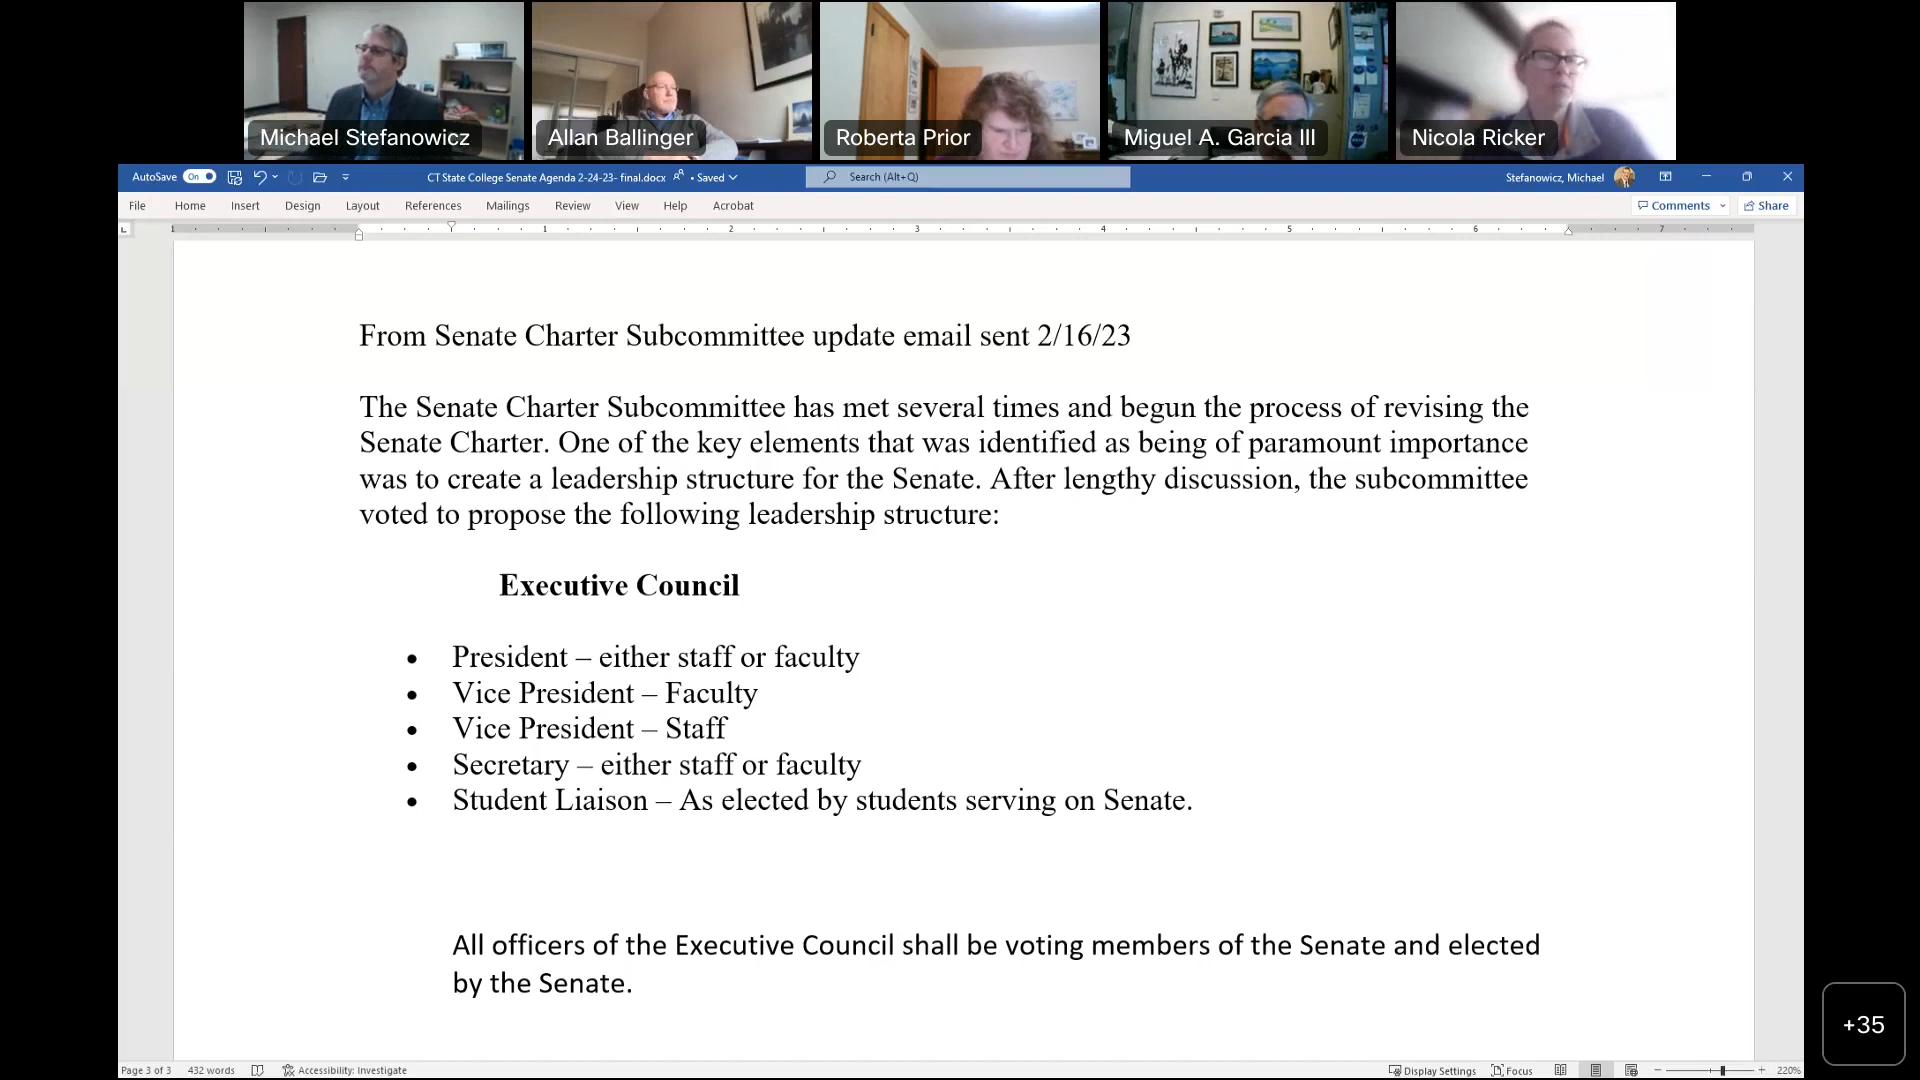 Michael Stefanowicz
Allan Ballinger
Roberta Prior
Miguel A. Garcia III
Nicola Ricker
AutoSave On
CT State College Senate Agenda 2-24-23- final.docx • Saved
Search (Alt+Q)
Stefanowicz, Michael
File Home Insert Design Layout References Mailings Review View Help Acrobat Comments Share
1 1 2 3 4 5 6 7
From Senate Charter Subcommittee update email sent 2/16/23
The Senate Charter Subcommittee has met several times and begun the process of revising the
Senate Charter. One of the key elements that was identified as being of paramount importance
was to create a leadership structure for the Senate. After lengthy discussion, the subcommittee
voted to propose the following leadership structure:
Executive Council
• President – either staff or faculty
• Vice President – Faculty
• Vice President – Staff
• Secretary – either staff or faculty
• Student Liaison – As elected by students serving on Senate.
All officers of the Executive Council shall be voting members of the Senate and elected
by the Senate.
+35
Page 3 of 3 432 words Accessibility: Investigate Display Settings Focus 220%